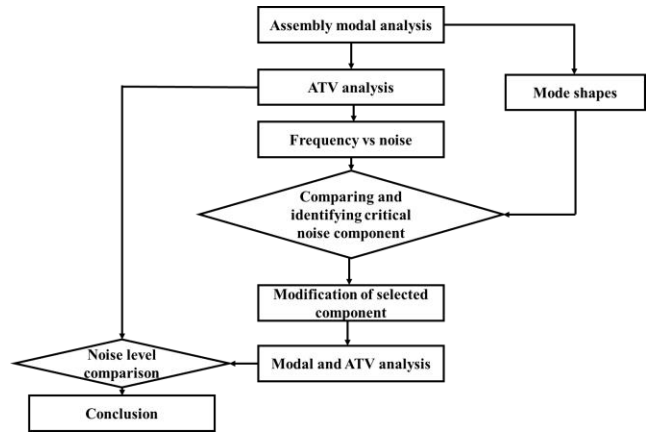 Assembly modal analysis
ATV analysis
Mode shapes
Frequency vs noise
Comparing and
identifying critical
noise component
Modification of selected
component
Noise level
comparison
Modal and ATV analysis
Conclusion